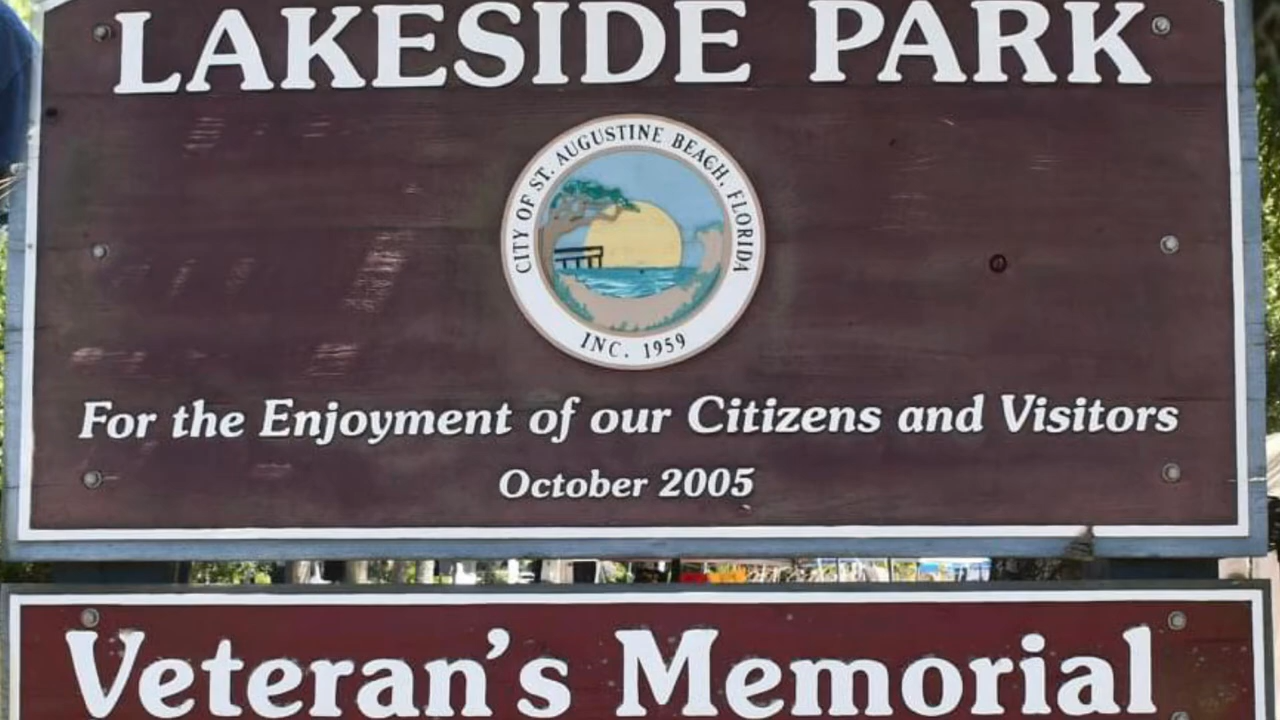 LAKESIDE PARK
CITY OF ST. AUGUSTINE BEACH, FLORIDA
INC. 1959
For the Enjoyment of our Citizens and Visitors
October 2005
Veteran's Memorial